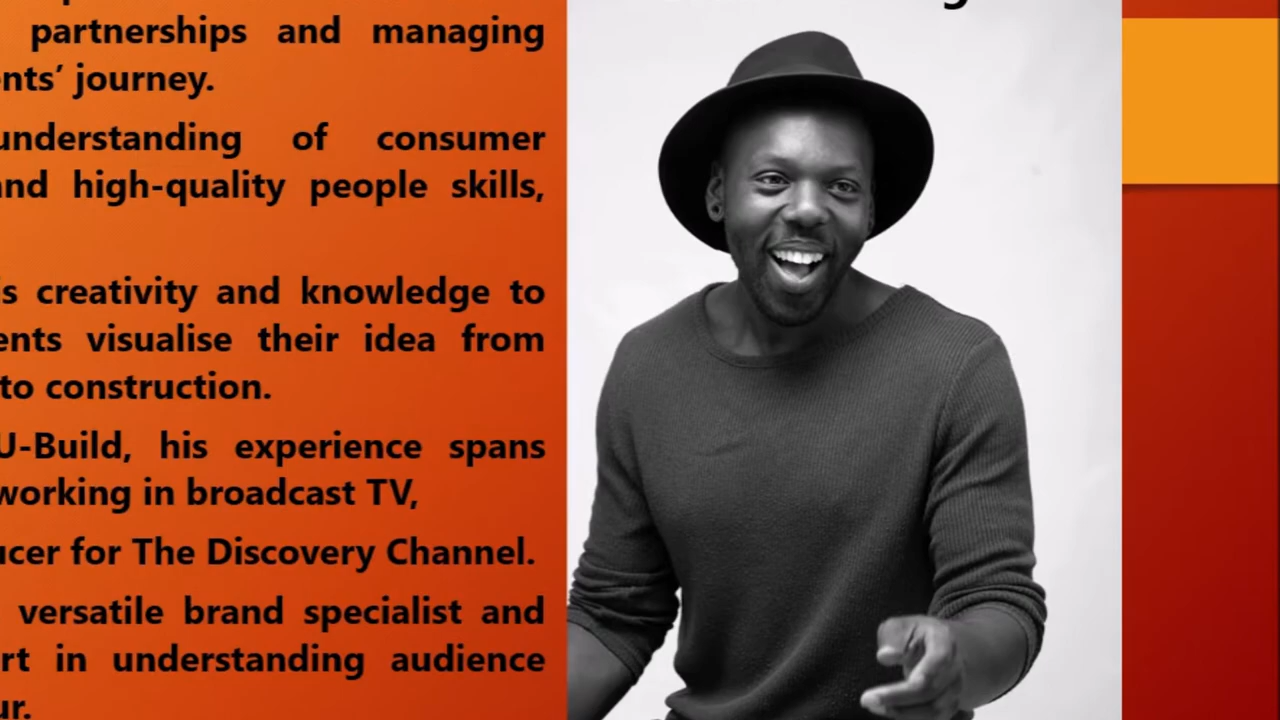 partnerships and managing
ents’ journey.
understanding of consumer
and high-quality people skills,
s creativity and knowledge to
ents visualise their idea from
to construction.
U-Build, his experience spans
working in broadcast TV,
ucer for The Discovery Channel.
versatile brand specialist and
rt in understanding audience
ur.